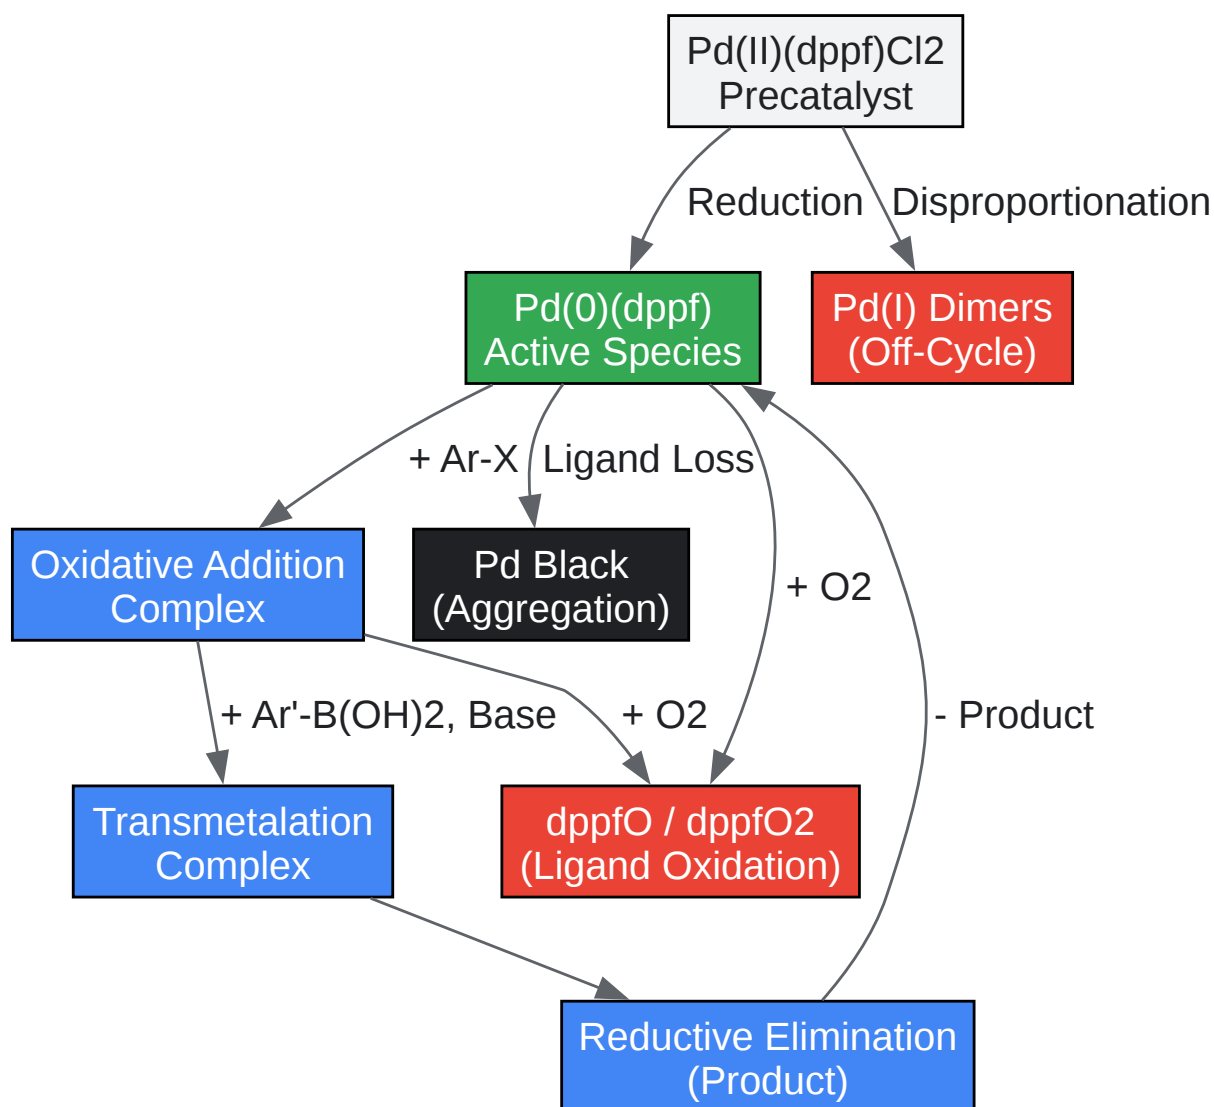 Pd(II)(dppf)Cl2
Precatalyst
Reduction
Disproportionation
Pd(0)(dppf)
Active Species
Pd(I) Dimers
(Off-Cycle)
+ Ar-X
Ligand Loss
Oxidative Addition
Complex
Pd Black
(Aggregation)
+ O2
+ Ar'-B(OH)2, Base
+ O2
- Product
Transmetalation
Complex
dppfO / dppfO2
(Ligand Oxidation)
Reductive Elimination
(Product)